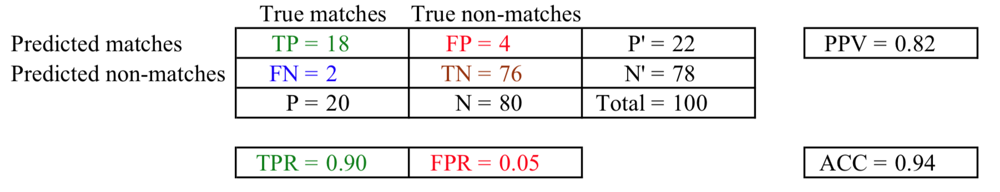 True matches True non-matches
Predicted matches TP = 18 FP = 4 P' = 22 PPV = 0.82
Predicted non-matches FN = 2 TN = 76 N' = 78
P = 20 N = 80 Total = 100
TPR = 0.90 FPR = 0.05 ACC = 0.94